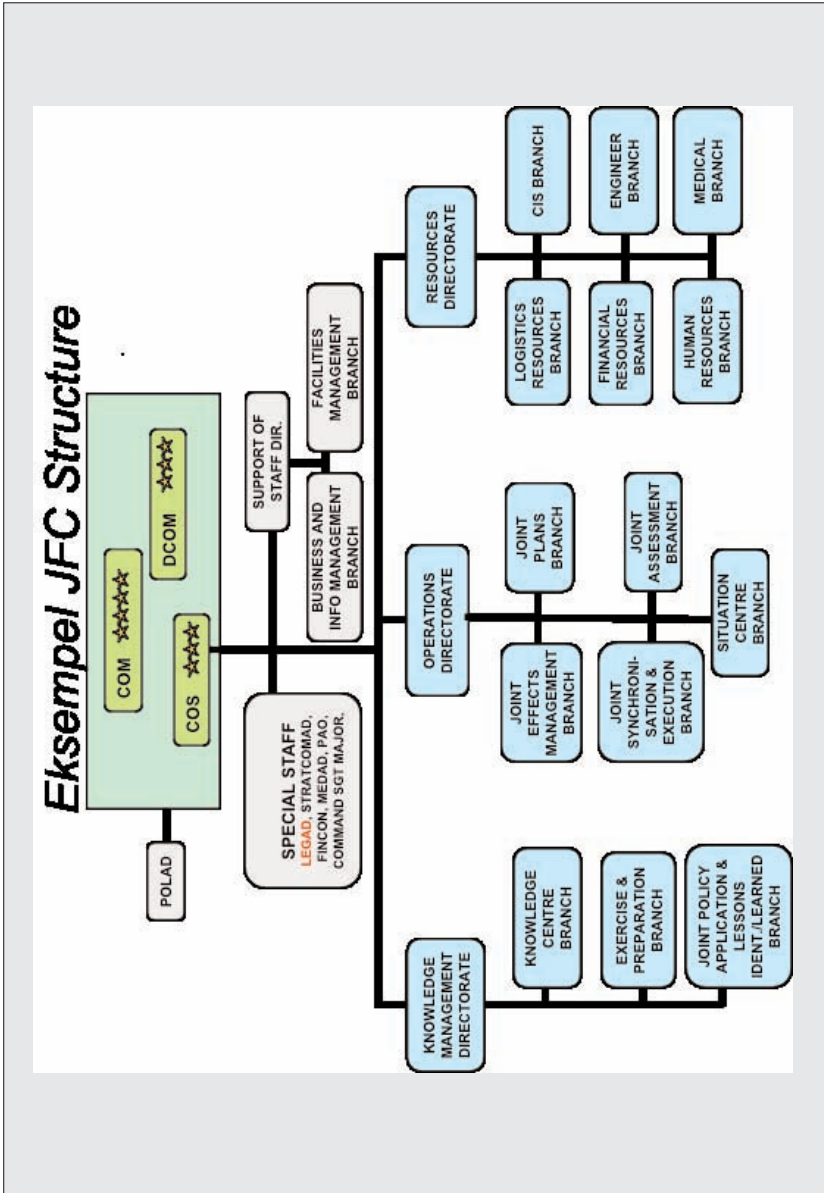 Eksempel JFC Structure
COM
DCOM
COS
POLAD
SPECIAL STAFF
LEGAD, STRATCOMAD,
FINCON, MEDAD, PAO,
COMMAND SGT MAJOR.
SUPPORT OF
STAFF DIR.
BUSINESS AND
INFO MANAGEMENT
BRANCH
FACILITIES
MANAGEMENT
BRANCH
KNOWLEDGE
MANAGEMENT
DIRECTORATE
KNOWLEDGE
CENTRE
BRANCH
EXERCISE &
PREPARATION
BRANCH
JOINT POLICY
APPLICATION &
LESSONS
IDENT./LEARNED
BRANCH
OPERATIONS
DIRECTORATE
JOINT
EFFECTS
MANAGEMENT
BRANCH
JOINT
PLANS
BRANCH
JOINT
SYNCHRONI-
SATION &
EXECUTION
BRANCH
JOINT
ASSESSMENT
BRANCH
SITUATION
CENTRE
BRANCH
RESOURCES
DIRECTORATE
LOGISTICS
RESOURCES
BRANCH
CIS BRANCH
FINANCIAL
RESOURCES
BRANCH
ENGINEER
BRANCH
HUMAN
RESOURCES
BRANCH
MEDICAL
BRANCH